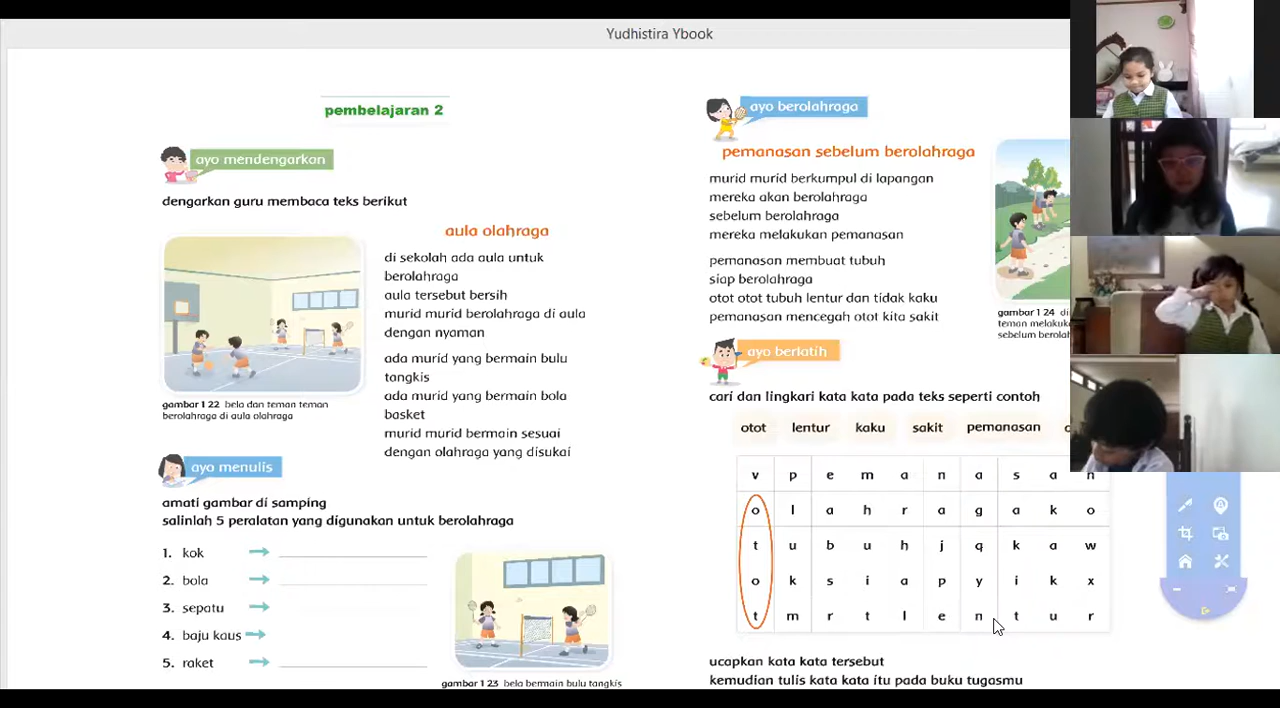 Yudhistira Ybook
pembelajaran 2
ayo mendengarkan
dengarkan guru membaca teks berikut
aula olahraga
di sekolah ada aula untuk
berolahraga
aula tersebut bersih
murid murid berolahraga di aula
dengan nyaman
ada murid yang bermain bulu
tangkis
ada murid yang bermain bola
basket
murid murid bermain sesuai
dengan olahraga yang disukai
gambar 1 22 bela dan teman teman
berolahraga di aula olahraga
ayo menulis
amati gambar di samping
salinlah 5 peralatan yang digunakan untuk berolahraga
1. kok
2. bola
3. sepatu
4. baju kaus
5. raket
gambar 1 23 bela bermain bulu tangkis
ayo berolahraga
pemanasan sebelum berolahraga
murid murid berkumpul di lapangan
mereka akan berolahraga
sebelum berolahraga
mereka melakukan pemanasan
pemanasan membuat tubuh
siap berolahraga
otot otot tubuh lentur dan tidak kaku
pemanasan mencegah otot kita sakit
gambar 1 24 di
teman melaku
sebelum berola
ayo berlatih
cari dan lingkari kata kata pada teks seperti contoh
otot lentur kaku sakit pemanasan
v p e m a n a s a n
o l a h r a g a k o
t u b u h j q k a w
o k s i a p y i k x
t m r t l e n t u r
ucapkan kata kata tersebut
kemudian tulis kata kata itu pada buku tugasmu